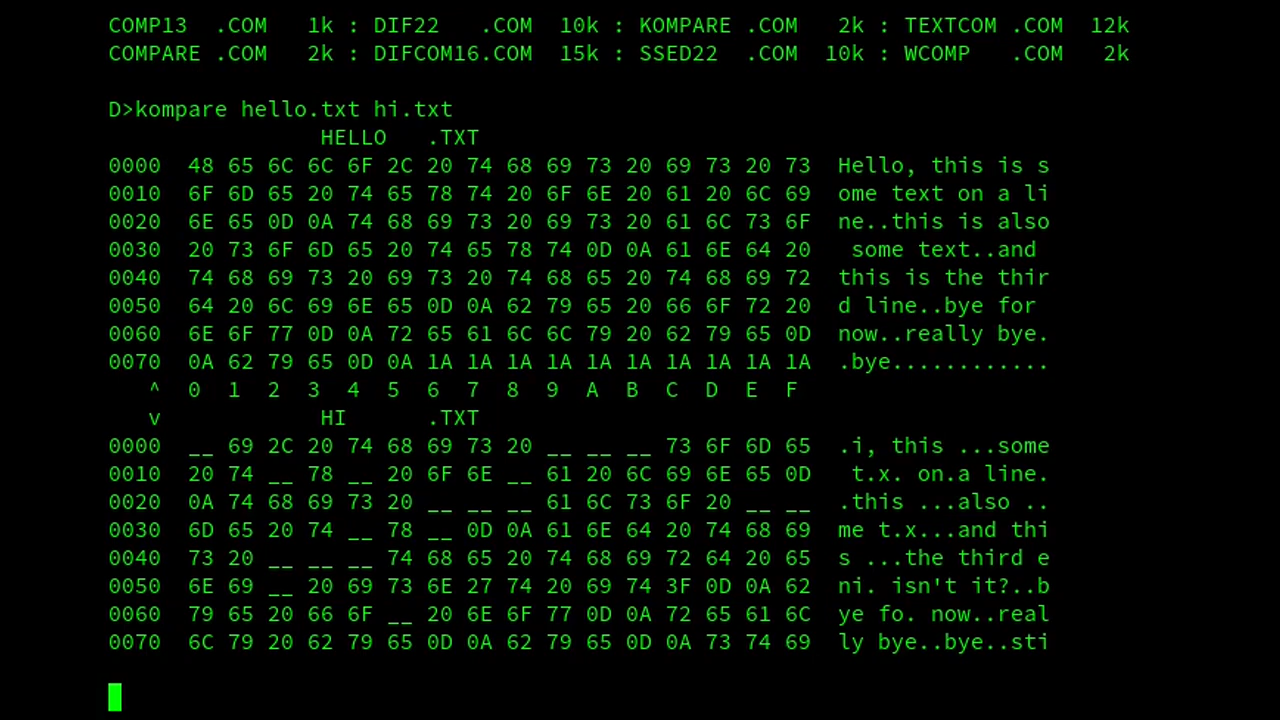 COMP13  .COM   1k : DIF22   .COM  10k : KOMPARE .COM   2k : TEXTCOM .COM  12k
COMPARE .COM   2k : DIFCOM16.COM  15k : SSED22  .COM  10k : WCOMP   .COM   2k
D>kompare hello.txt hi.txt
HELLO   .TXT
0000  48 65 6C 6C 6F 2C 20 74 68 69 73 20 69 73 20 73  Hello, this is s
0010  6F 6D 65 20 74 65 78 74 20 6F 6E 20 61 20 6C 69  ome text on a li
0020  6E 65 0D 0A 74 68 69 73 20 69 73 20 61 6C 73 6F  ne..this is also
0030  20 73 6F 6D 65 20 74 65 78 74 0D 0A 61 6E 64 20   some text..and
0040  74 68 69 73 20 69 73 20 74 68 65 20 74 68 69 72  this is the thir
0050  64 20 6C 69 6E 65 0D 0A 62 79 65 20 66 6F 72 20  d line..bye for
0060  6E 6F 77 0D 0A 72 65 61 6C 6C 79 20 62 79 65 0D  now..really bye.
0070  0A 62 79 65 0D 0A 1A 1A 1A 1A 1A 1A 1A 1A 1A 1A  .bye............
^  0  1  2  3  4  5  6  7  8  9  A  B  C  D  E  F
v            HI      .TXT
0000  __ 69 2C 20 74 68 69 73 20 __ __ __ 73 6F 6D 65  .i, this ...some
0010  20 74 __ 78 __ 20 6F 6E __ 61 20 6C 69 6E 65 0D   t.x. on.a line.
0020  0A 74 68 69 73 20 __ __ __ 61 6C 73 6F 20 __ __  .this ...also ..
0030  6D 65 20 74 __ 78 __ 0D 0A 61 6E 64 20 74 68 69  me t.x...and thi
0040  73 20 __ __ __ 74 68 65 20 74 68 69 72 64 20 65  s ...the third e
0050  6E 69 __ 20 69 73 6E 27 74 20 69 74 3F 0D 0A 62  ni. isn't it?..b
0060  79 65 20 66 6F __ 20 6E 6F 77 0D 0A 72 65 61 6C  ye fo. now..real
0070  6C 79 20 62 79 65 0D 0A 62 79 65 0D 0A 73 74 69  ly bye..bye..sti